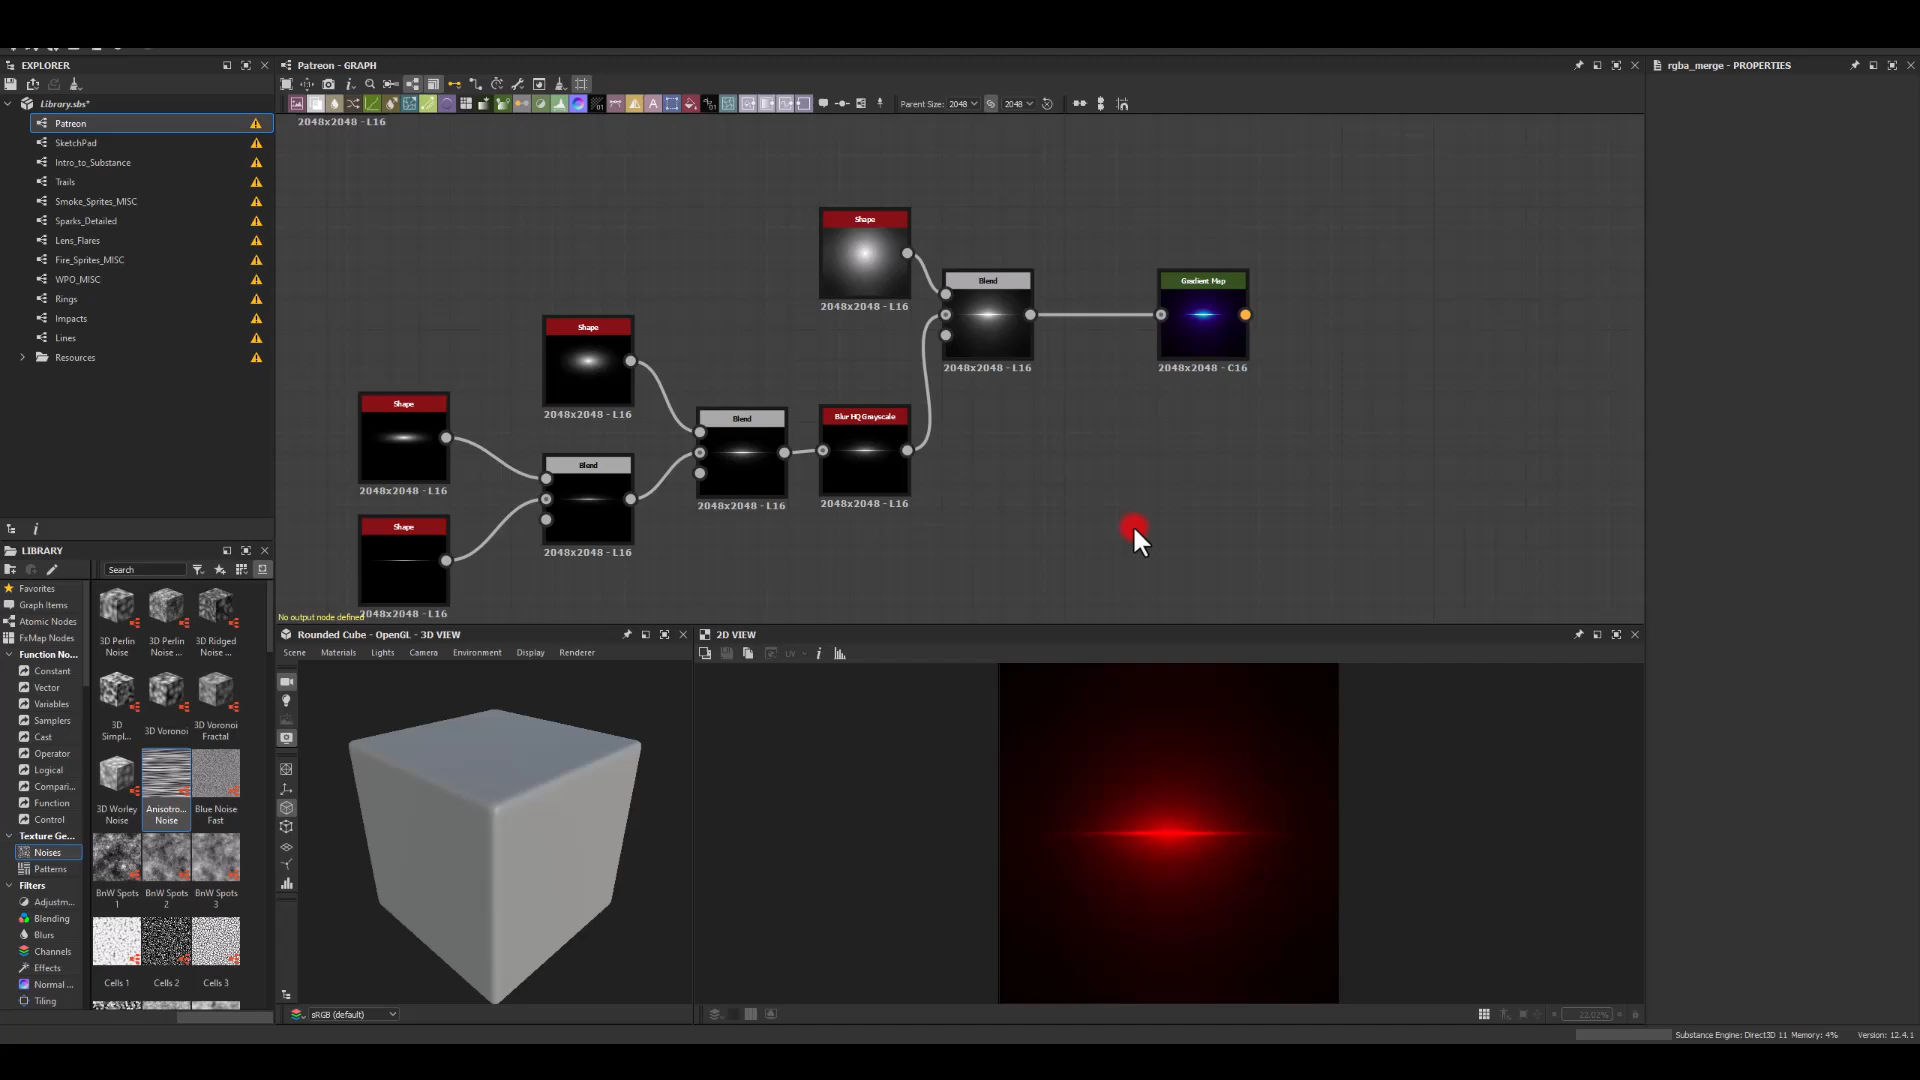 EXPLORER
Library.sbs*
Patreon
SketchPad
Intro_to_Substance
Trails
Smoke_Sprites_MISC
Sparks_Detailed
Lens_Flares
Fire_Sprites_MISC
WPO_MISC
Rings
Impacts
Lines
Resources
Patreon - GRAPH
Parent Size: 2048
2048
2048x2048 - L16
Shape
2048x2048 - L16
Blend
2048x2048 - L16
Gradient Map
2048x2048 - C16
Shape
2048x2048 - L16
Shape
2048x2048 - L16
Blend
2048x2048 - L16
Blur HQ Grayscale
2048x2048 - L16
Blend
2048x2048 - L16
Shape
2048x2048 - L16
No output node defined
rgba_merge - PROPERTIES
LIBRARY
Search
Favorites
Graph Items
Atomic Nodes
FxMap Nodes
Function No...
Constant
Vector
Variables
Samplers
Cast
Operator
Logical
Compari...
Function
Control
Texture Ge...
Noises
Patterns
Filters
Adjustm...
Blending
Blurs
Channels
Effects
Normal ...
Tiling
3D Perlin Noise
3D Perlin Noise ...
3D Ridged Noise ...
3D Simpl...
3D Voronoi
3D Voronoi Fractal
3D Worley Noise
Anisotro... Noise
Blue Noise Fast
BnW Spots 1
BnW Spots 2
BnW Spots 3
Cells 1
Cells 2
Cells 3
Rounded Cube - OpenGL - 3D VIEW
Scene
Materials
Lights
Camera
Environment
Display
Renderer
sRGB (default)
2D VIEW
UV
22.02%
Substance Engine: Direct3D 11 Memory: 4%
Version: 12.4.1